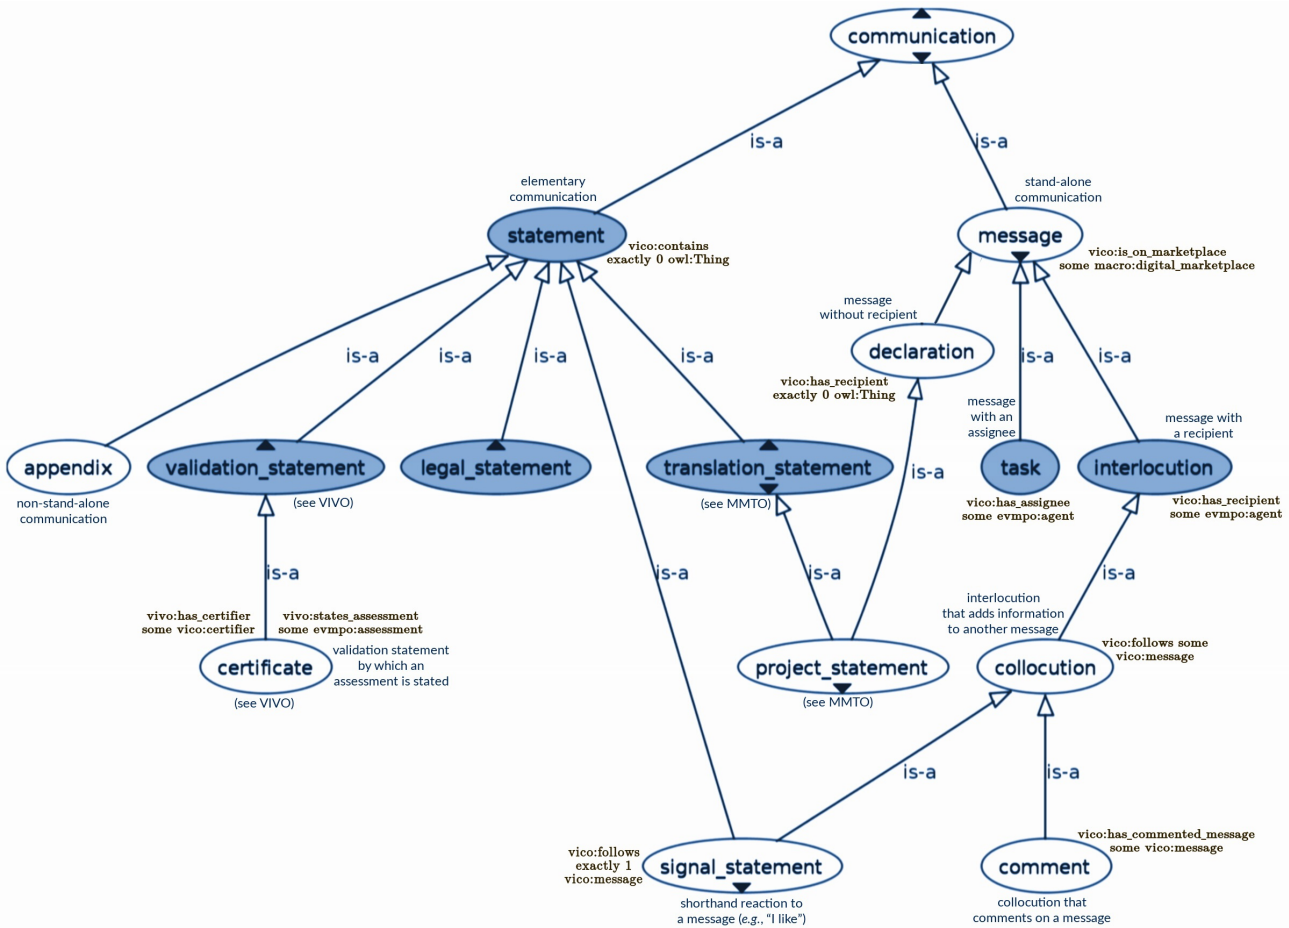 communication
is-a
is-a
elementary
communication
statement
vico:contains
exactly 0 owl:Thing
stand-alone
communication
message
vico:is_on_marketplace
some macro:digital_marketplace
message
without recipient
declaration
vico:has_recipient
exactly 0 owl:Thing
is-a
is-a
is-a
is-a
is-a
is-a
message
with an
assignee
message with
a recipient
appendix
non-stand-alone
communication
validation_statement
(see VIVO)
legal_statement
translation_statement
(see MMTO)
is-a
task
vico:has_assignee
some evmpo:agent
interlocution
vico:has_recipient
some evmpo:agent
is-a
is-a
is-a
is-a
vivo:has_certifier
some vico:certifier
vivo:states_assessment
some evmpo:assessment
certificate
validation statement
by which an
assessment is stated
(see VIVO)
project_statement
(see MMTO)
interlocution
that adds information
to another message
collocution
vico:follows some
vico:message
is-a
is-a
vico:follows
exactly 1
vico:message
signal_statement
shorthand reaction to
a message (e.g., “I like”)
vico:has_commented_message
some vico:message
comment
collocution that
comments on a message